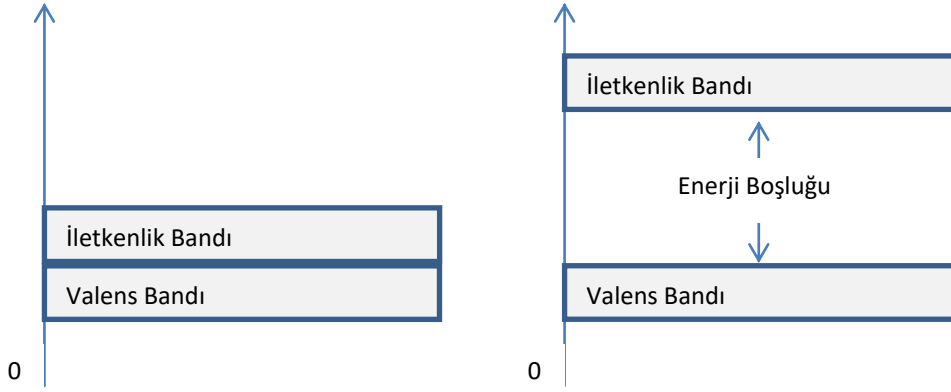 İletkenlik Bandı
Valens Bandı
0
İletkenlik Bandı
Enerji Boşluğu
Valens Bandı
0